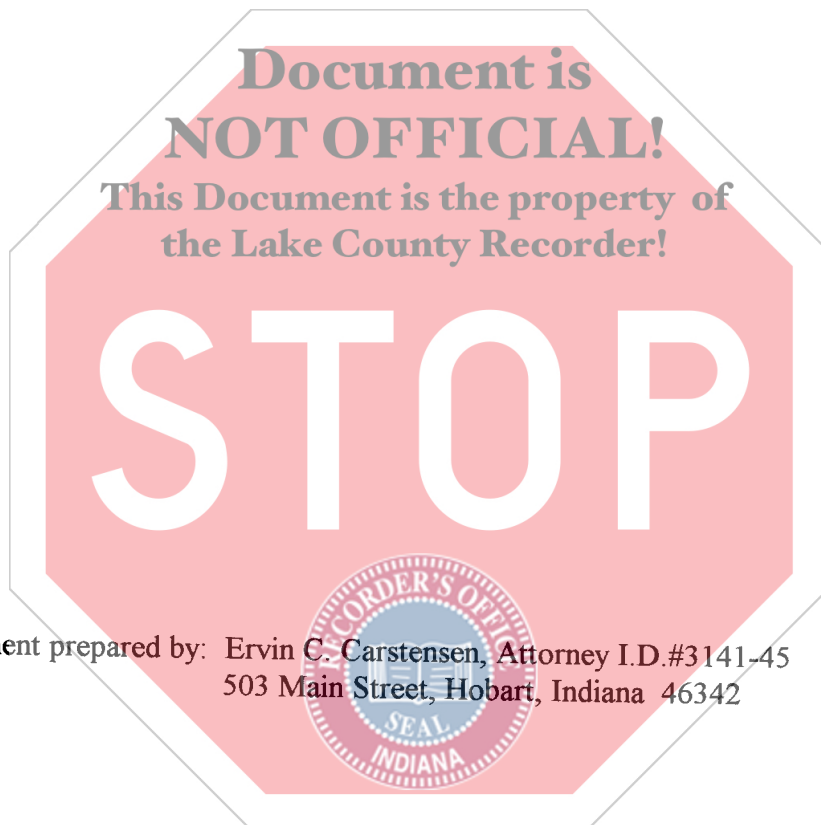 Document is
NOT OFFICIAL!
This Document is the property of
the Lake County Recorder!
STOP
prepared by: Ervin C. Carstensen, Attorney I.D.#3141-45
503 Main Street, Hobart, Indiana 46342
RECORDER'S OFFICE
SEAL
INDIANA